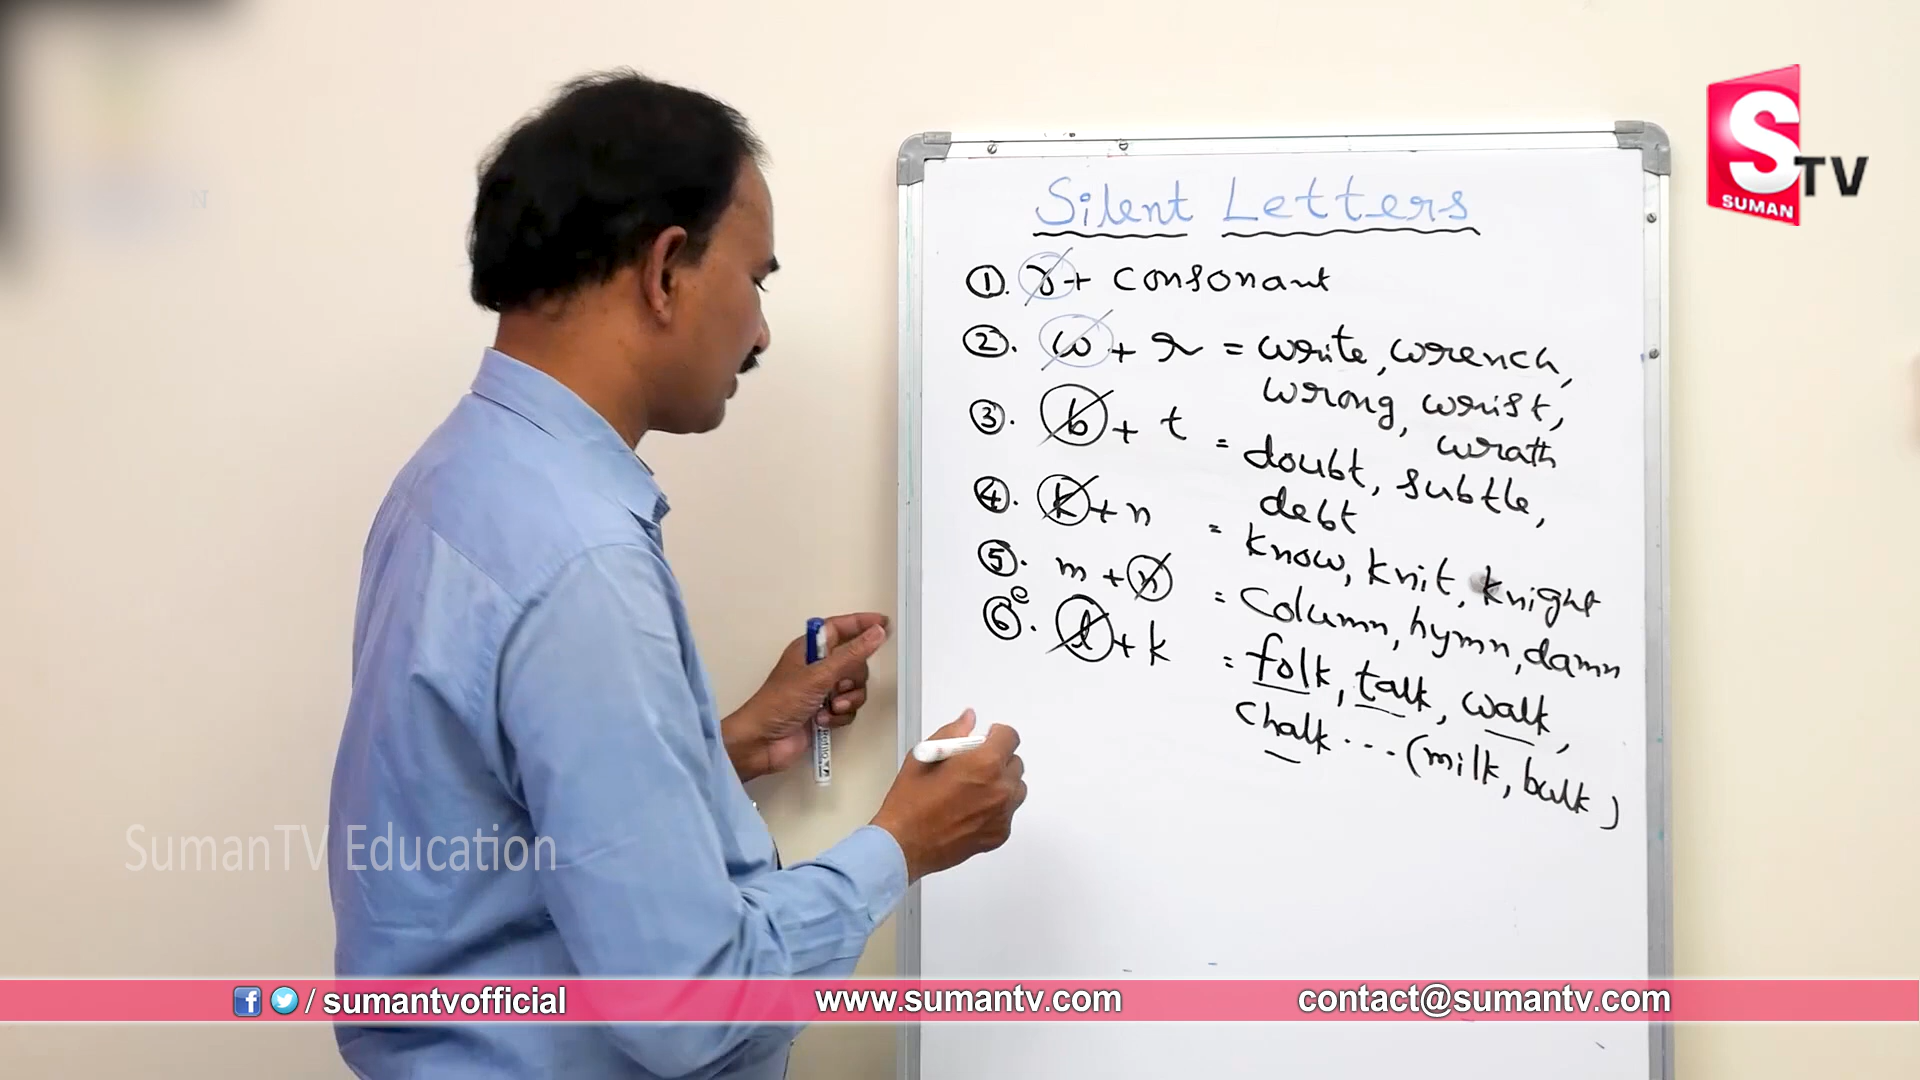 S TV
SUMAN
Silent Letters
①. r + consonant
②. w + r = write, wrench,
wrong, wrist,
wrath
③. b + t = doubt, subtle,
debt
④. k + n = know, knit, knight
⑤. m + n = column, hymn, damn
⑥. l + k = folk, talk, walk,
e
chalk ... (milk, bulk)
SumanTV Education
/ sumantvofficial
www.sumantv.com
contact@sumantv.com